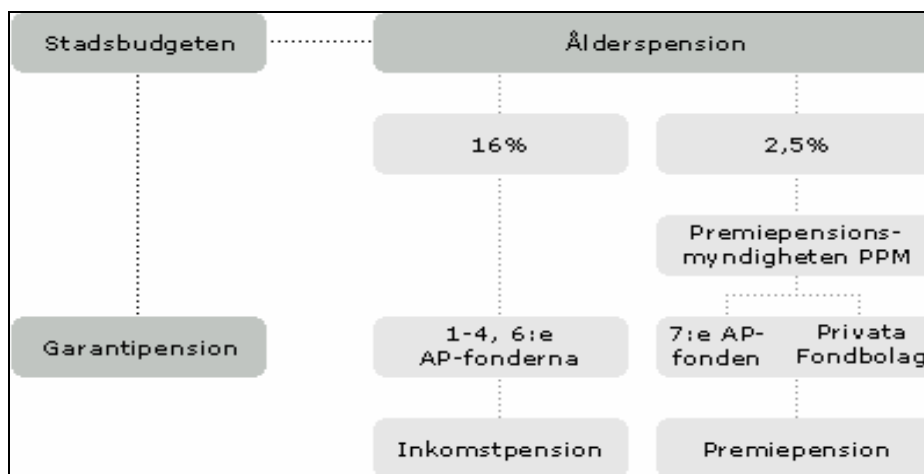 Stadsbudgeten
Ålderspension
16%
2,5%
Premiepensions-
myndigheten PPM
Garantipension
1-4, 6:e
AP-fonderna
7:e AP-
fonden
Privata
Fondbolag
Inkomstpension
Premiepension